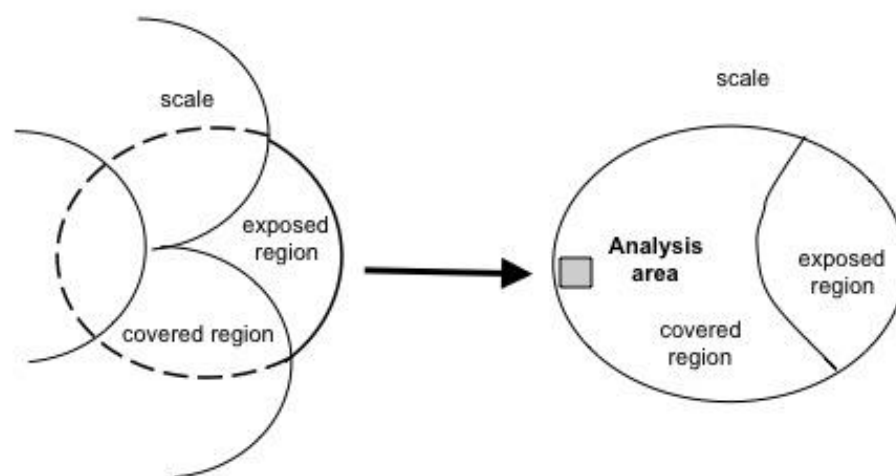 scale
exposed
region
covered region
scale
Analysis
area
exposed
region
covered
region